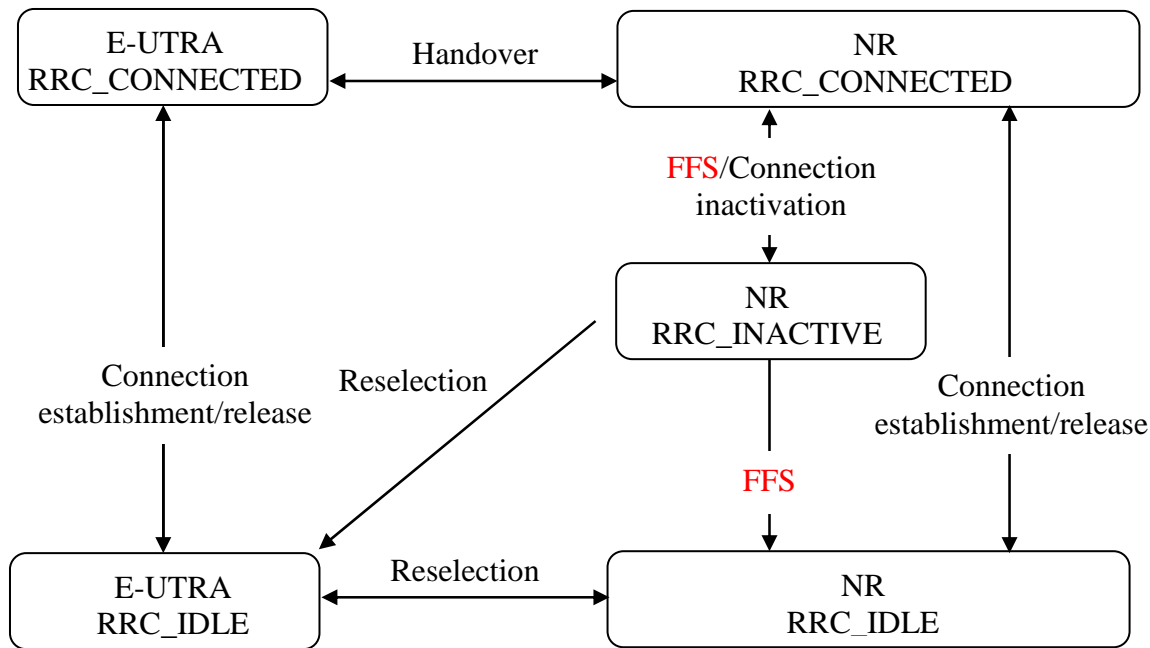 E-UTRA
RRC_CONNECTED
Handover
NR
RRC_CONNECTED
FFS/Connection
inactivation
NR
RRC_INACTIVE
Connection
establishment/release
Reselection
Connection
establishment/release
FFS
E-UTRA
RRC_IDLE
Reselection
NR
RRC_IDLE